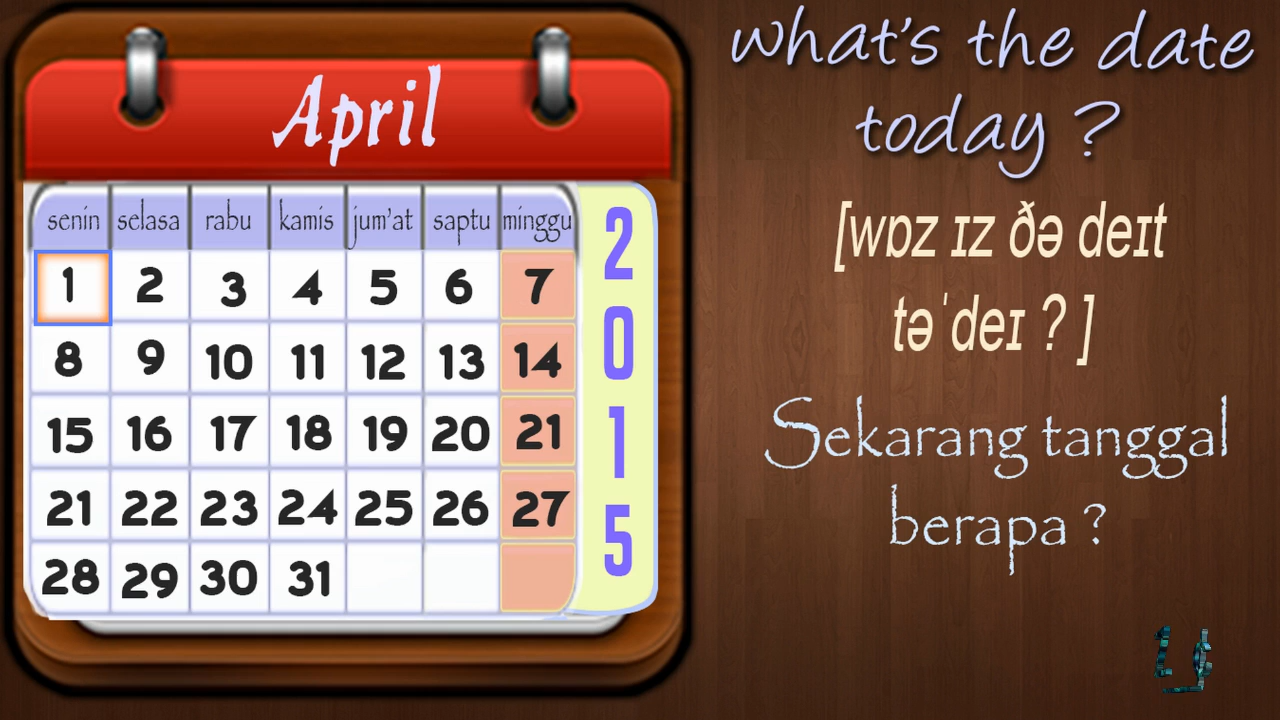 April
senin selasa rabu kamis jum'at saptu minggu
1 2 3 4 5 6 7
8 9 10 11 12 13 14
15 16 17 18 19 20 21
21 22 23 24 25 26 27
28 29 30 31
2015
what's the date
today ?
[wɒz ɪz ðə deɪt
təˈdeɪ ? ]
Sekarang tanggal
berapa ?